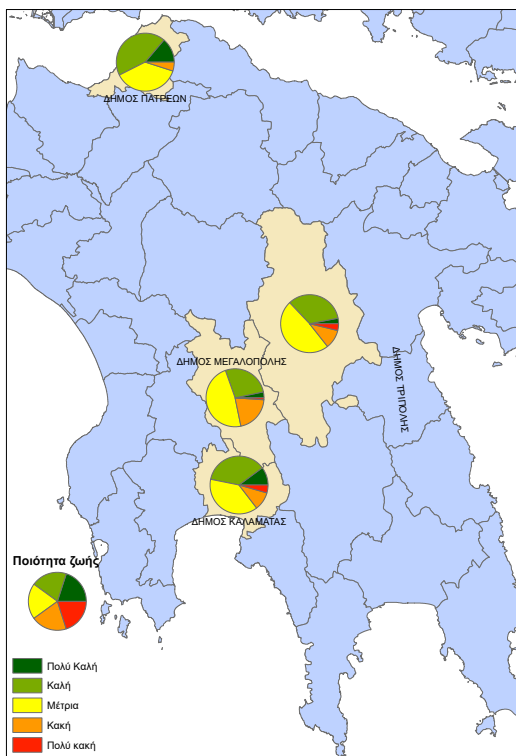 ΔΗΜΟΣ ΠΑΤΡΕΩΝ
ΔΗΜΟΣ ΜΕΓΑΛΟΠΟΛΗΣ
ΔΗΜΟΣ ΤΡΙΠΟΛΗΣ
ΔΗΜΟΣ ΚΑΛΑΜΑΤΑΣ
Ποιότητα ζωής
Πολύ Καλή
Καλή
Μέτρια
Κακή
Πολύ κακή